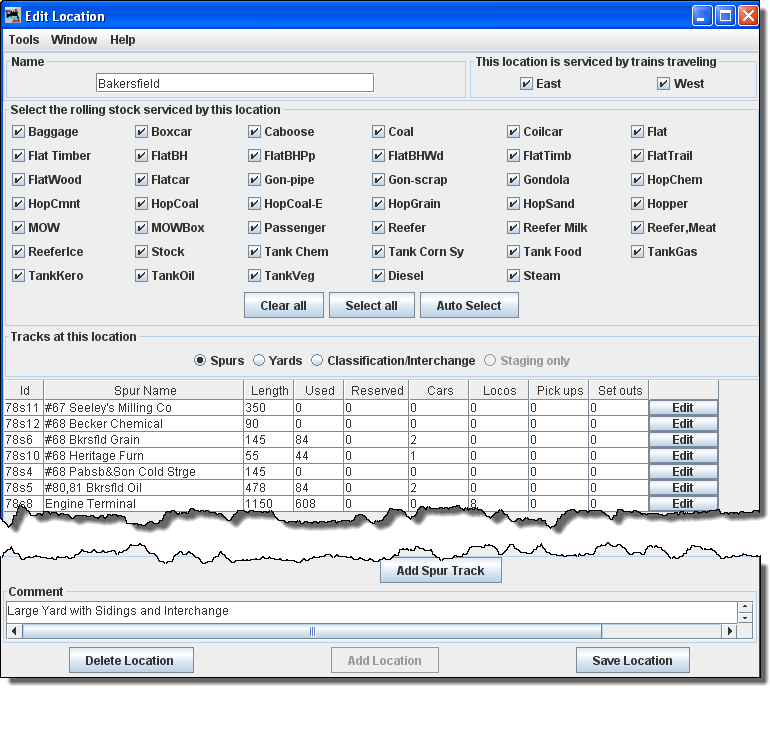 Edit Location
Tools Window Help
Name This location is serviced by trains traveling
Bakersfield East West
Select the rolling stock serviced by this location
Baggage Boxcar Caboose Coal Coilcar Flat
Flat Timber FlatBH FlatBHPp FlatBHWd FlatTimb FlatTrail
FlatWood Flatcar Gon-pipe Gon-scrap Gondola HopChem
HopCmnt HopCoal HopCoal-E HopGrain HopSand Hopper
MOW MOWBox Passenger Reefer Reefer Milk Reefer,Meat
ReeferIce Stock Tank Chem Tank Corn Sy Tank Food TankGas
TankKero TankOil TankVeg Diesel Steam
Clear all Select all Auto Select
Tracks at this location
Spurs Yards Classification/Interchange Staging only
Id Spur Name Length Used Reserved Cars Locos Pick ups Set outs
78s11 #67 Seeley's Milling Co 350 0 0 0 0 0 0 Edit
78s12 #68 Becker Chemical 90 0 0 0 0 0 0 Edit
78s6 #68 Bkrsfld Grain 145 84 0 2 0 0 0 Edit
78s10 #68 Heritage Furn 55 44 0 1 0 0 0 Edit
78s4 #68 Pabsb&Son Cold Strge 145 0 0 0 0 0 0 Edit
78s5 #80,81 Bkrsfld Oil 478 84 0 2 0 0 0 Edit
78s8 Engine Terminal 1150 608 0 0 8 0 0 Edit
Add Spur Track
Comment
Large Yard with Sidings and Interchange
Delete Location Add Location Save Location